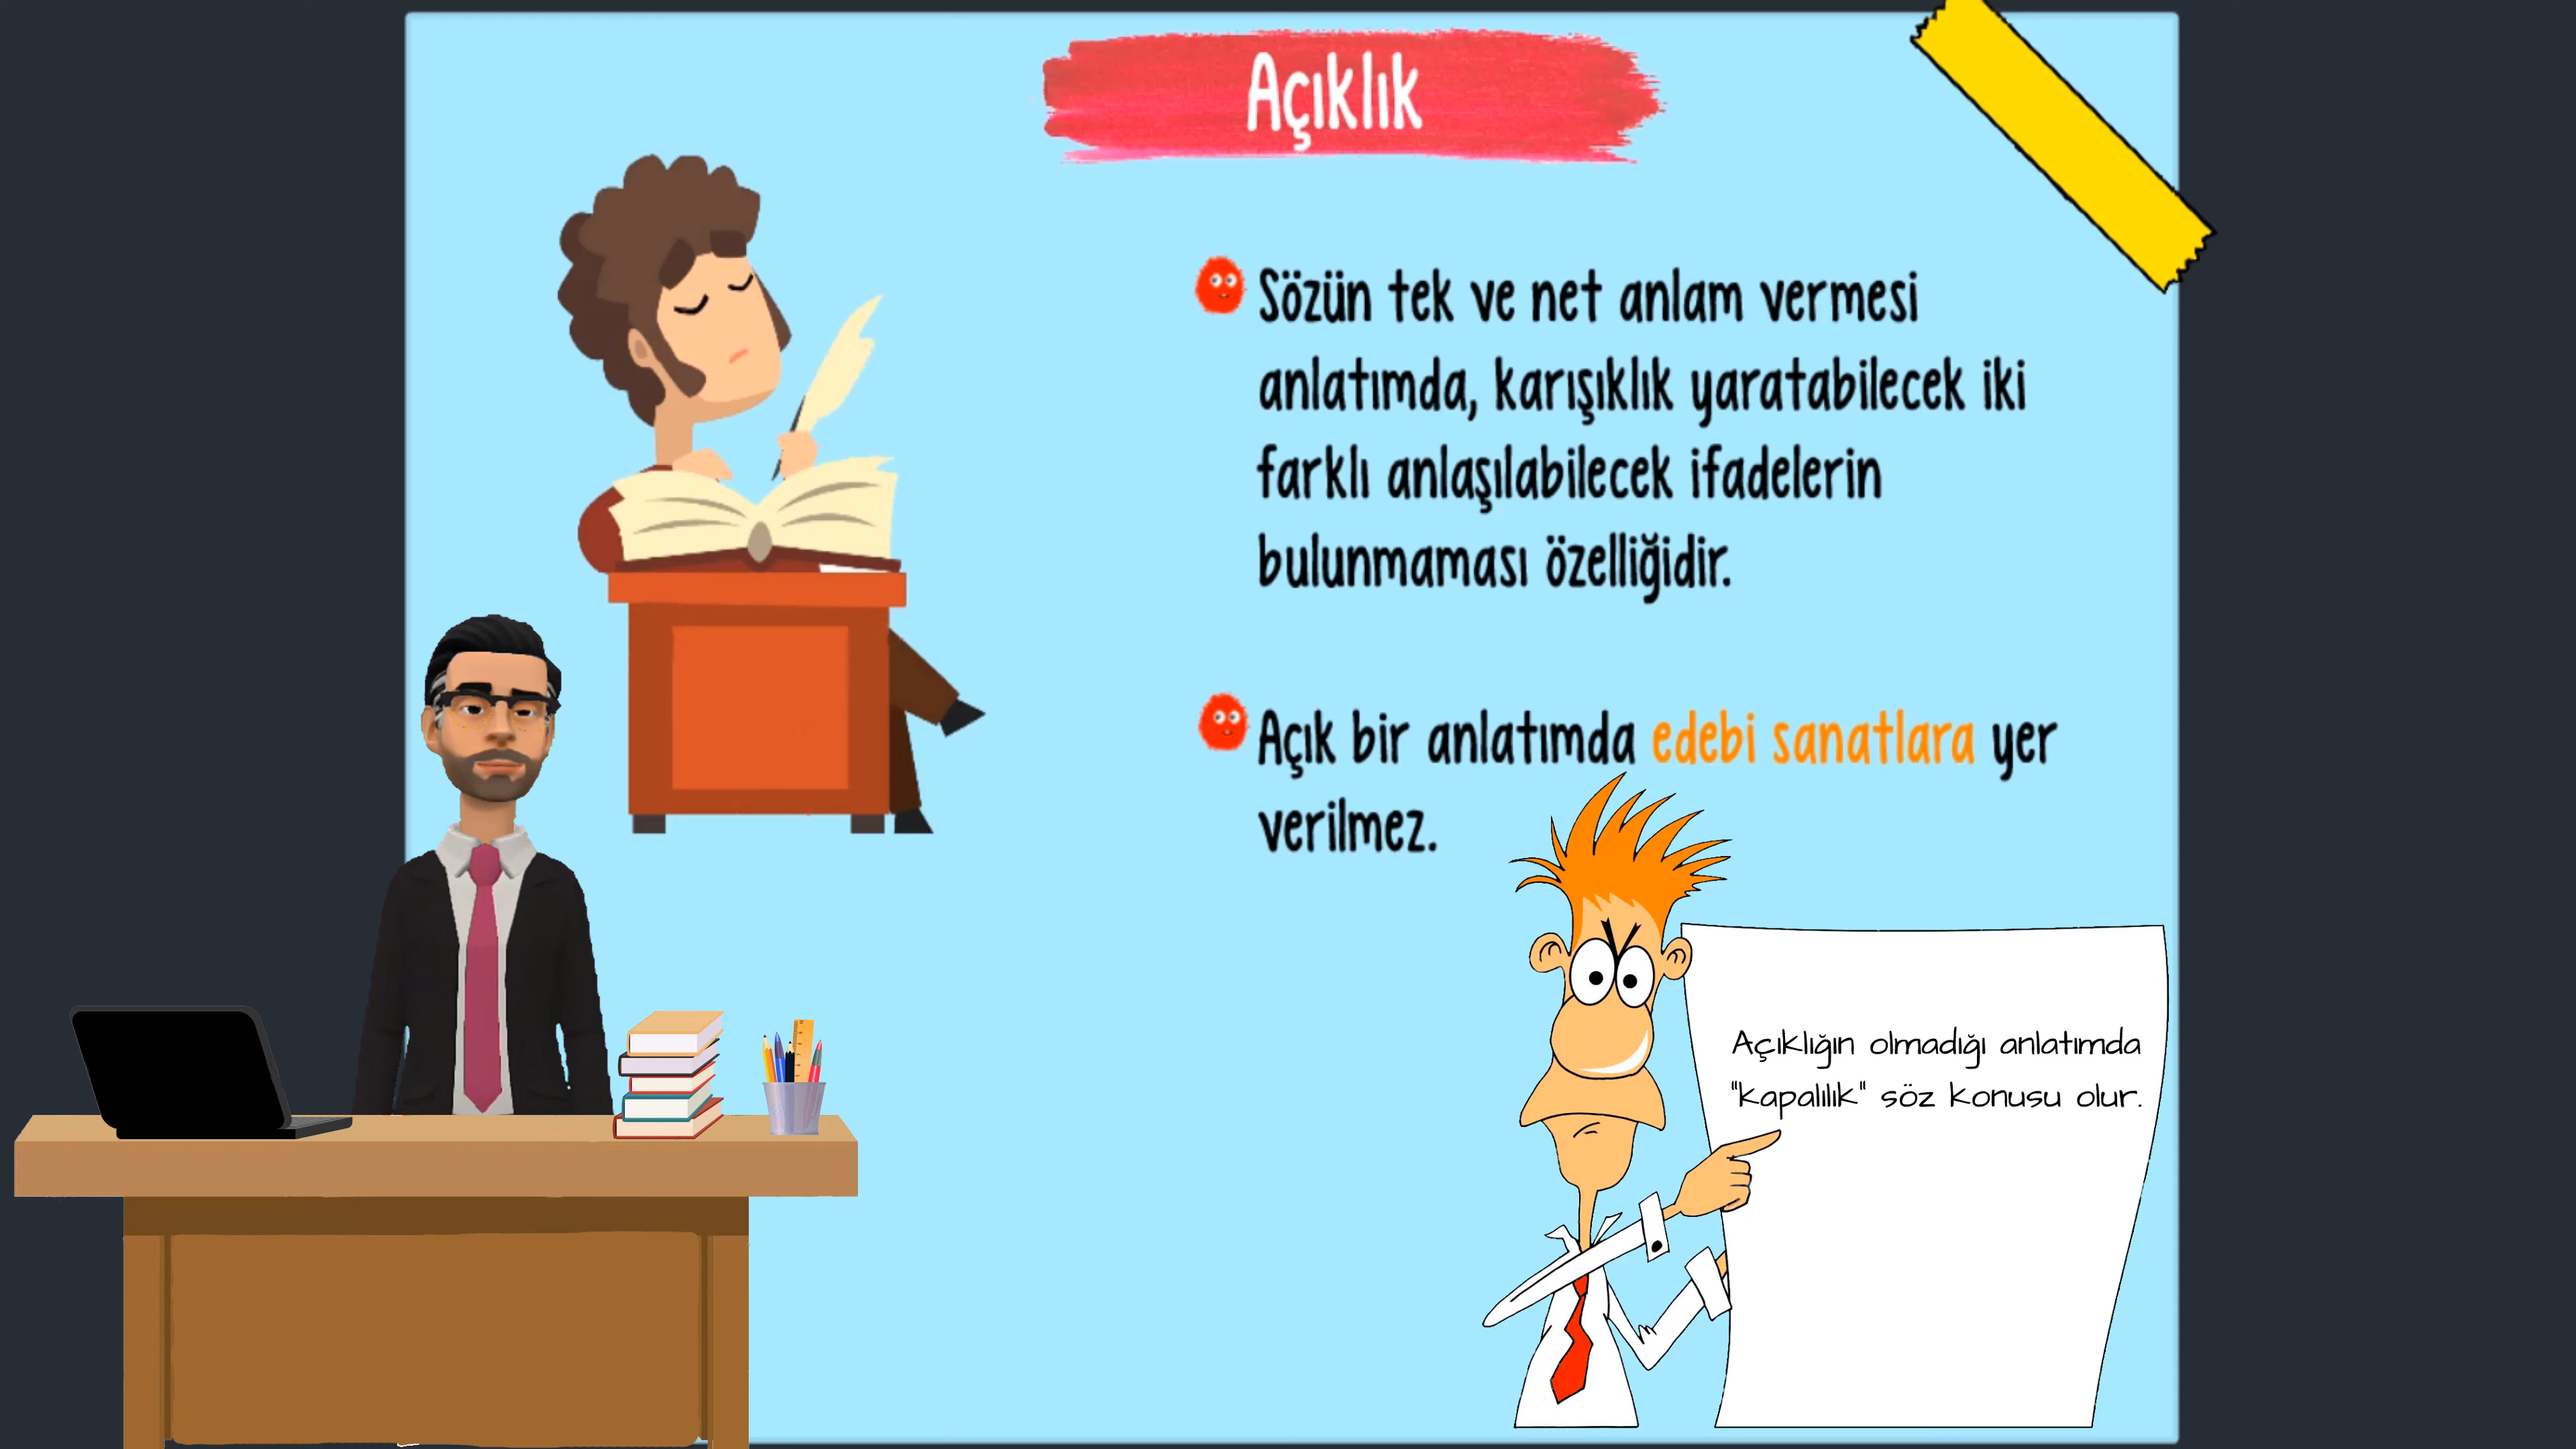 Açıklık
Sözün tek ve net anlam vermesi
anlatımda, karışıklık yaratabilecek iki
farklı anlaşılabilecek ifadelerin
bulunmaması özelliğidir.
Açık bir anlatımda edebi sanatlara yer
verilmez.
Açıklığın olmadığı anlatımda
"kapalılık" söz konusu olur.